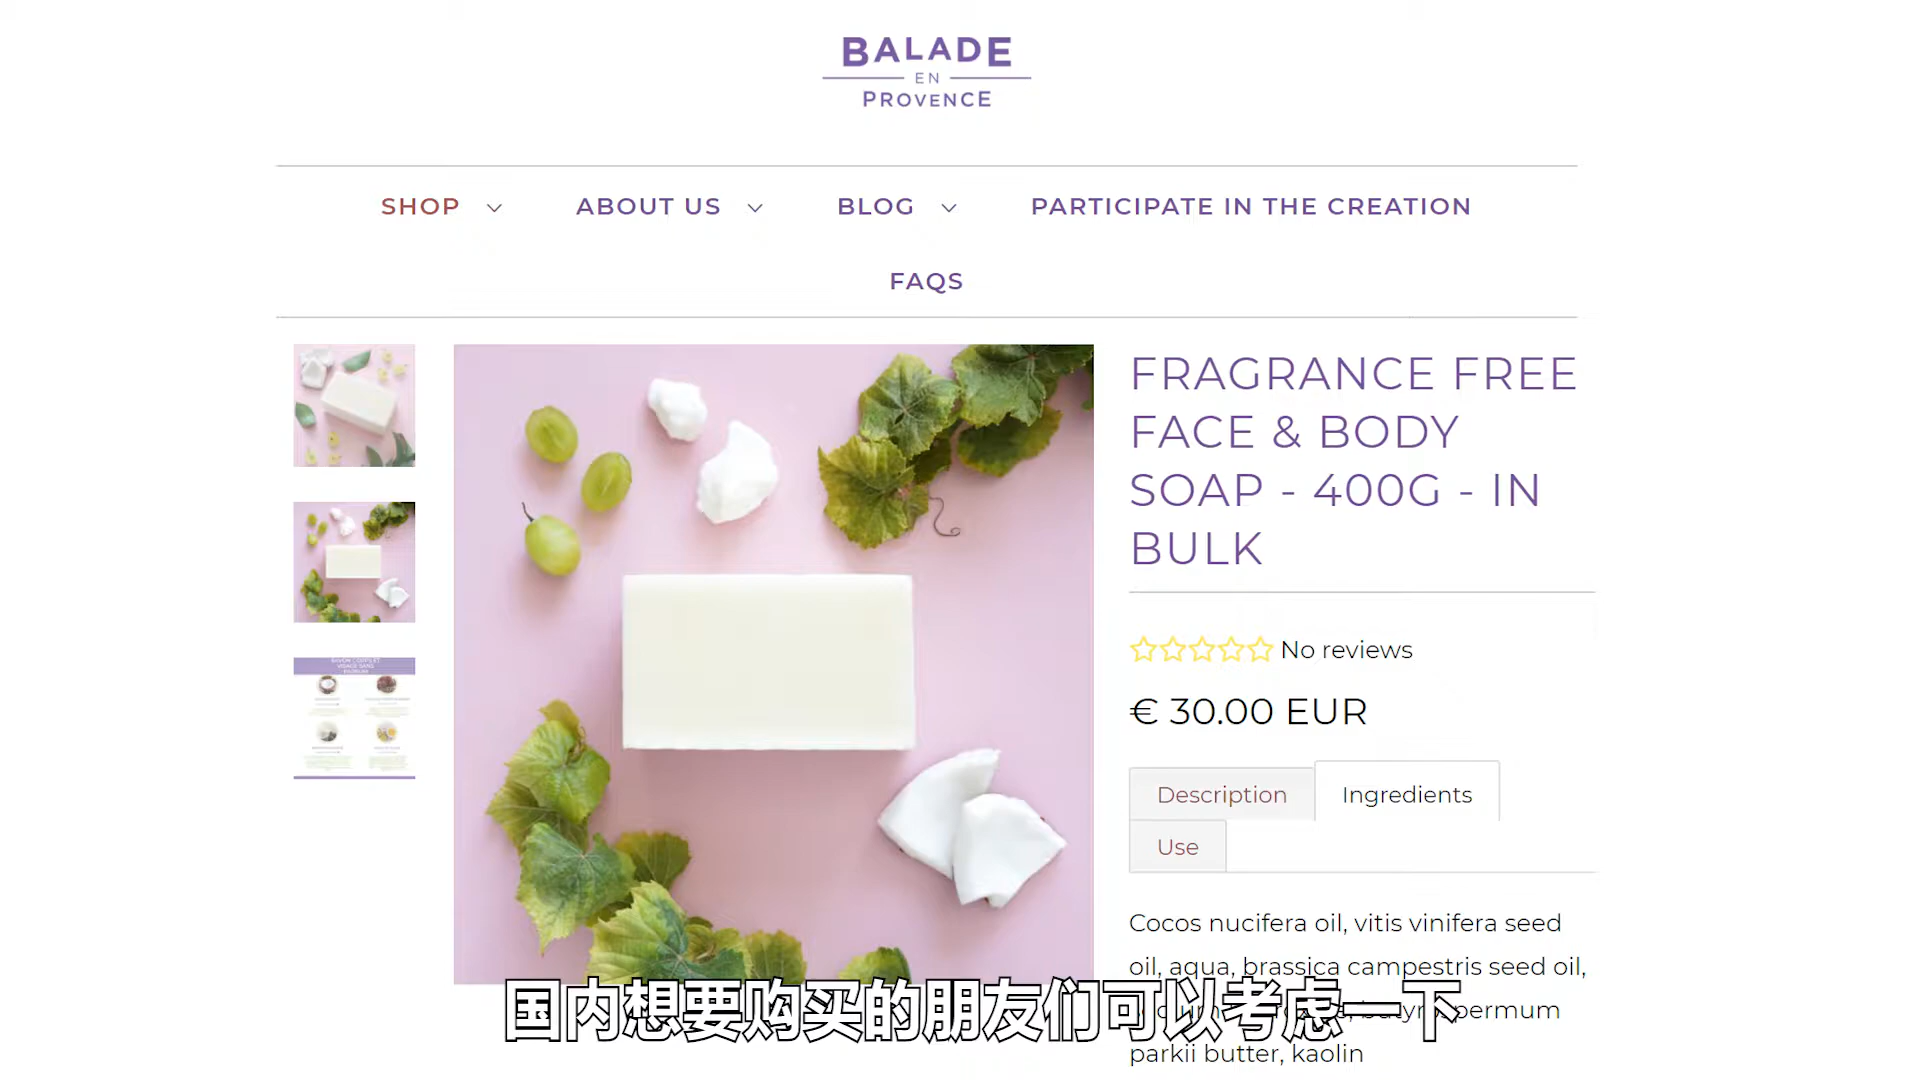 BALADE
EN
PROVENCE
SHOP
ABOUT US
BLOG
PARTICIPATE IN THE CREATION
FAQS
FRAGRANCE FREE
FACE & BODY
SOAP - 400G - IN
BULK
No reviews
€ 30.00 EUR
Description
Ingredients
Use
Cocos nucifera oil, vitis vinifera seed
oil, aqua, brassica campestris seed oil,
parkii butter, kaolin
国内想要购买的朋友们可以考虑一下